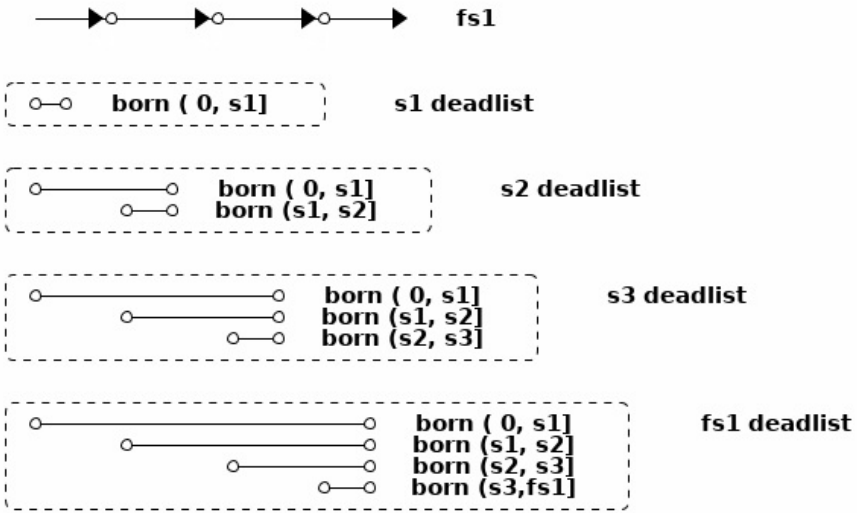 fs1
born ( 0, s1] s1 deadlist
born ( 0, s1] s2 deadlist
born (s1, s2]
born ( 0, s1] s3 deadlist
born (s1, s2]
born (s2, s3]
born ( 0, s1] fs1 deadlist
born (s1, s2]
born (s2, s3]
born (s3,fs1]